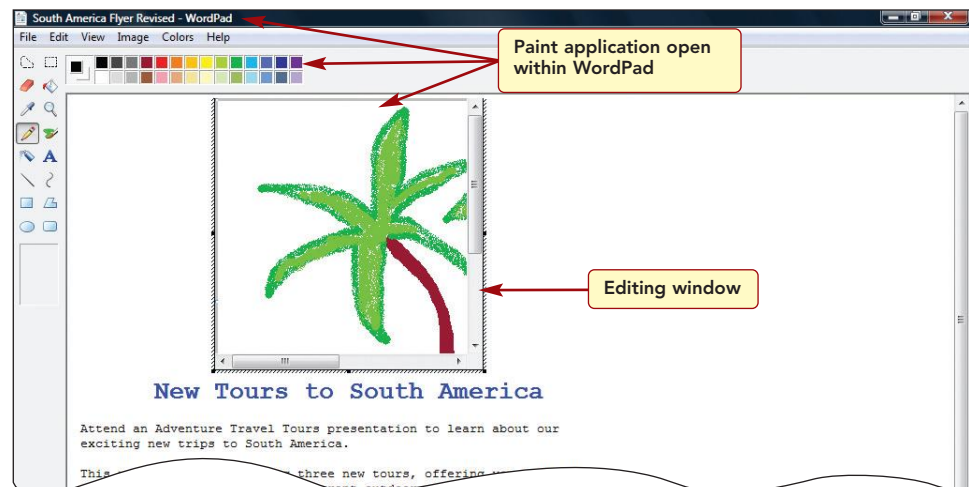 South America Flyer Revised - WordPad
File Edit View Image Colors Help
Paint application open
within WordPad
A
Editing window
New Tours to South America
Attend an Adventure Travel Tours presentation to learn about our
exciting new trips to South America.
This three new tours, offering